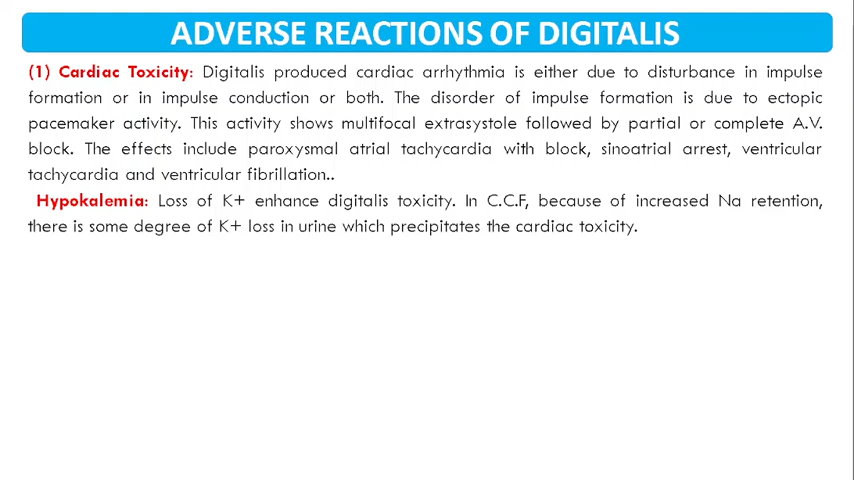 ADVERSE REACTIONS OF DIGITALIS
(1) Cardiac Toxicity: Digitalis produced cardiac arrhythmia is either due to disturbance in impulse
formation or in impulse conduction or both. The disorder of impulse formation is due to ectopic
pacemaker activity. This activity shows multifocal extrasystole followed by partial or complete A.V.
block. The effects include paroxysmal atrial tachycardia with block, sinoatrial arrest, ventricular
tachycardia and ventricular fibrillation..
Hypokalemia: Loss of K+ enhance digitalis toxicity. In C.C.F, because of increased Na retention,
there is some degree of K+ loss in urine which precipitates the cardiac toxicity.